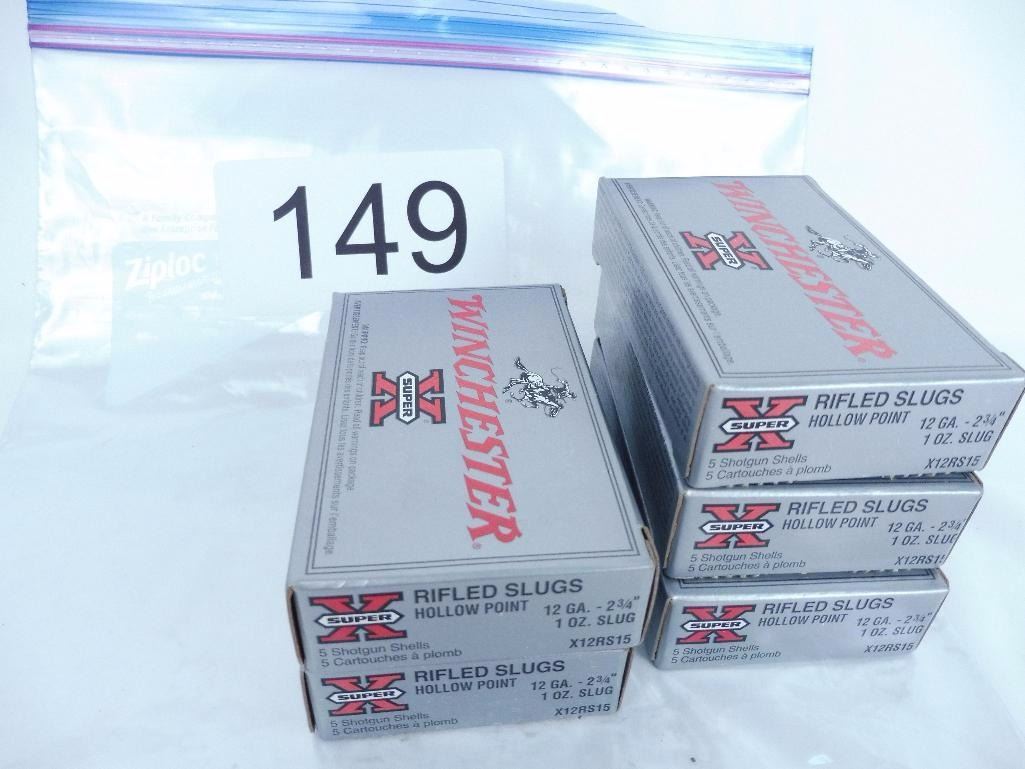 149
A Family Company
Ziploc
WINCHESTER®
SUPER X
RIFLED SLUGS
HOLLOW POINT
12 GA. - 2¾"
1 OZ. SLUG
5 Shotgun Shells
5 Cartouches à plomb
X12RS15
SUPER X
RIFLED SLUGS
HOLLOW POINT
12 GA. - 2¾"
1 OZ. SLUG
5 Shotgun Shells
5 Cartouches à plomb
X12RS15
WINCHESTER®
SUPER X
SUPER X
RIFLED SLUGS
HOLLOW POINT
12 GA. - 2¾"
1 OZ. SLUG
5 Shotgun Shells
5 Cartouches à plomb
X12RS15
SUPER X
RIFLED SLUGS
HOLLOW POINT
12 GA. - 2¾
1 OZ. SLUG
5 Shotgun Shells
5 Cartouches à plomb
X12RS15
SUPER X
RIFLED SLUGS
HOLLOW POINT
12 GA. - 2¾"
1 OZ. SLUG
5 Shotgun Shells
5 Cartouches à plomb
X12RS15